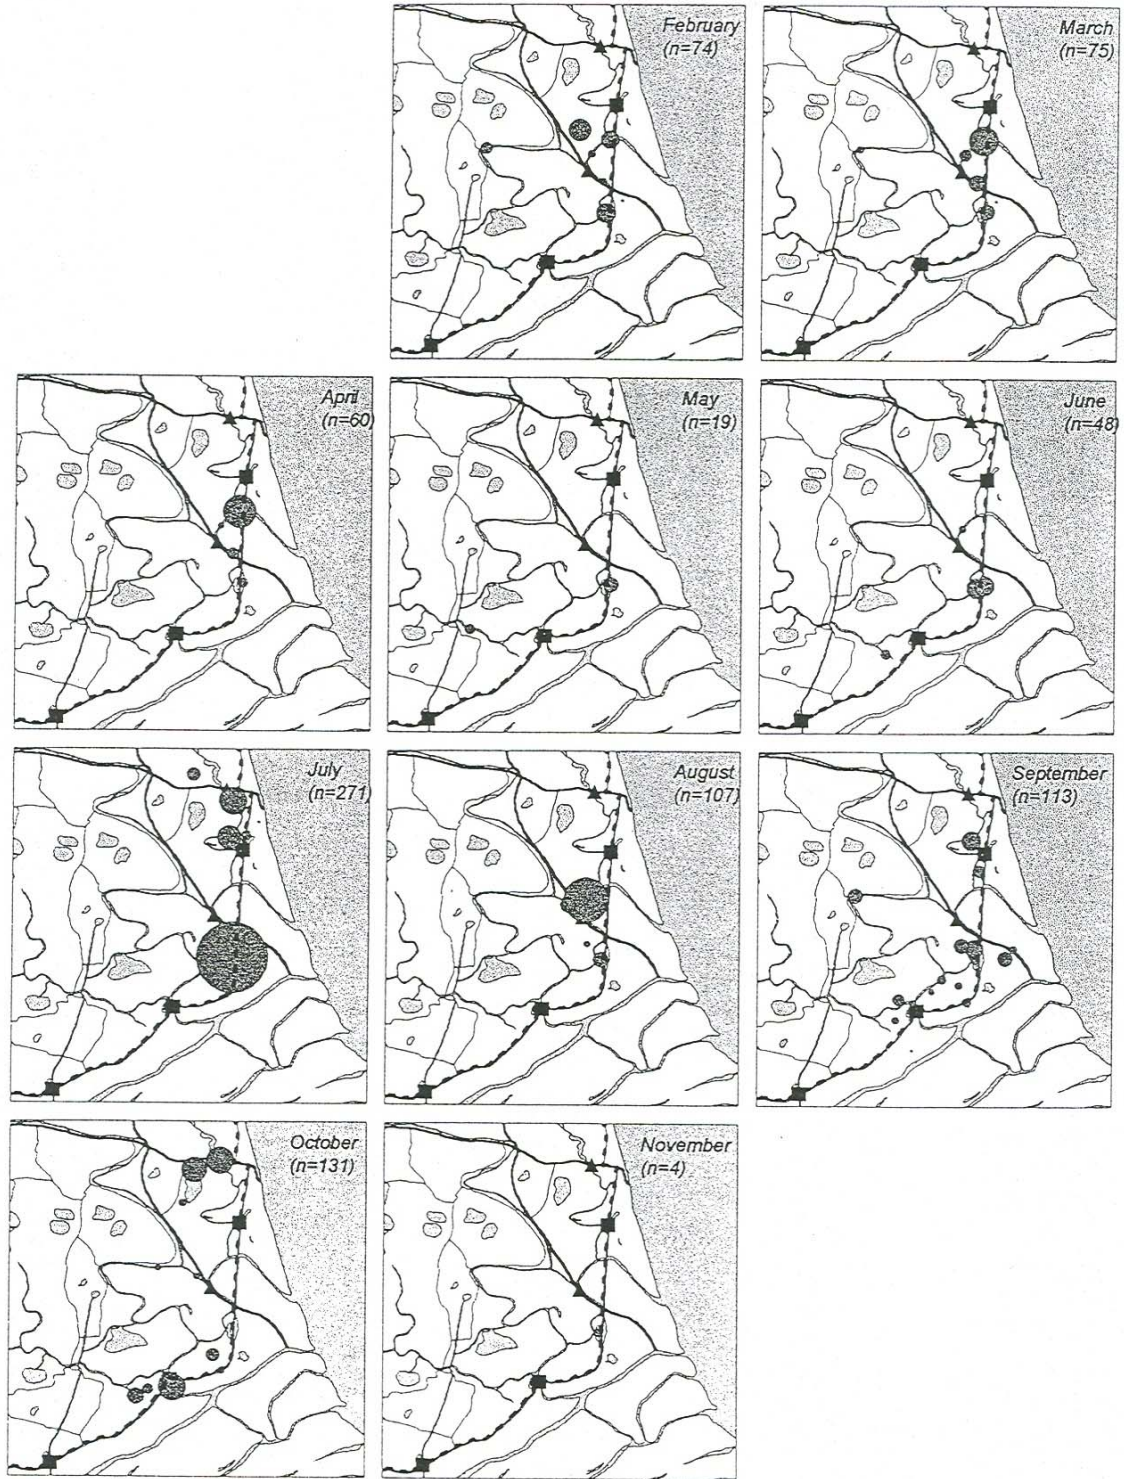 February
(n=74)
March
(n=75)
April
(n=60)
May
(n=19)
June
(n=48)
July
(n=271)
August
(n=107)
September
(n=113)
October
(n=131)
November
(n=4)